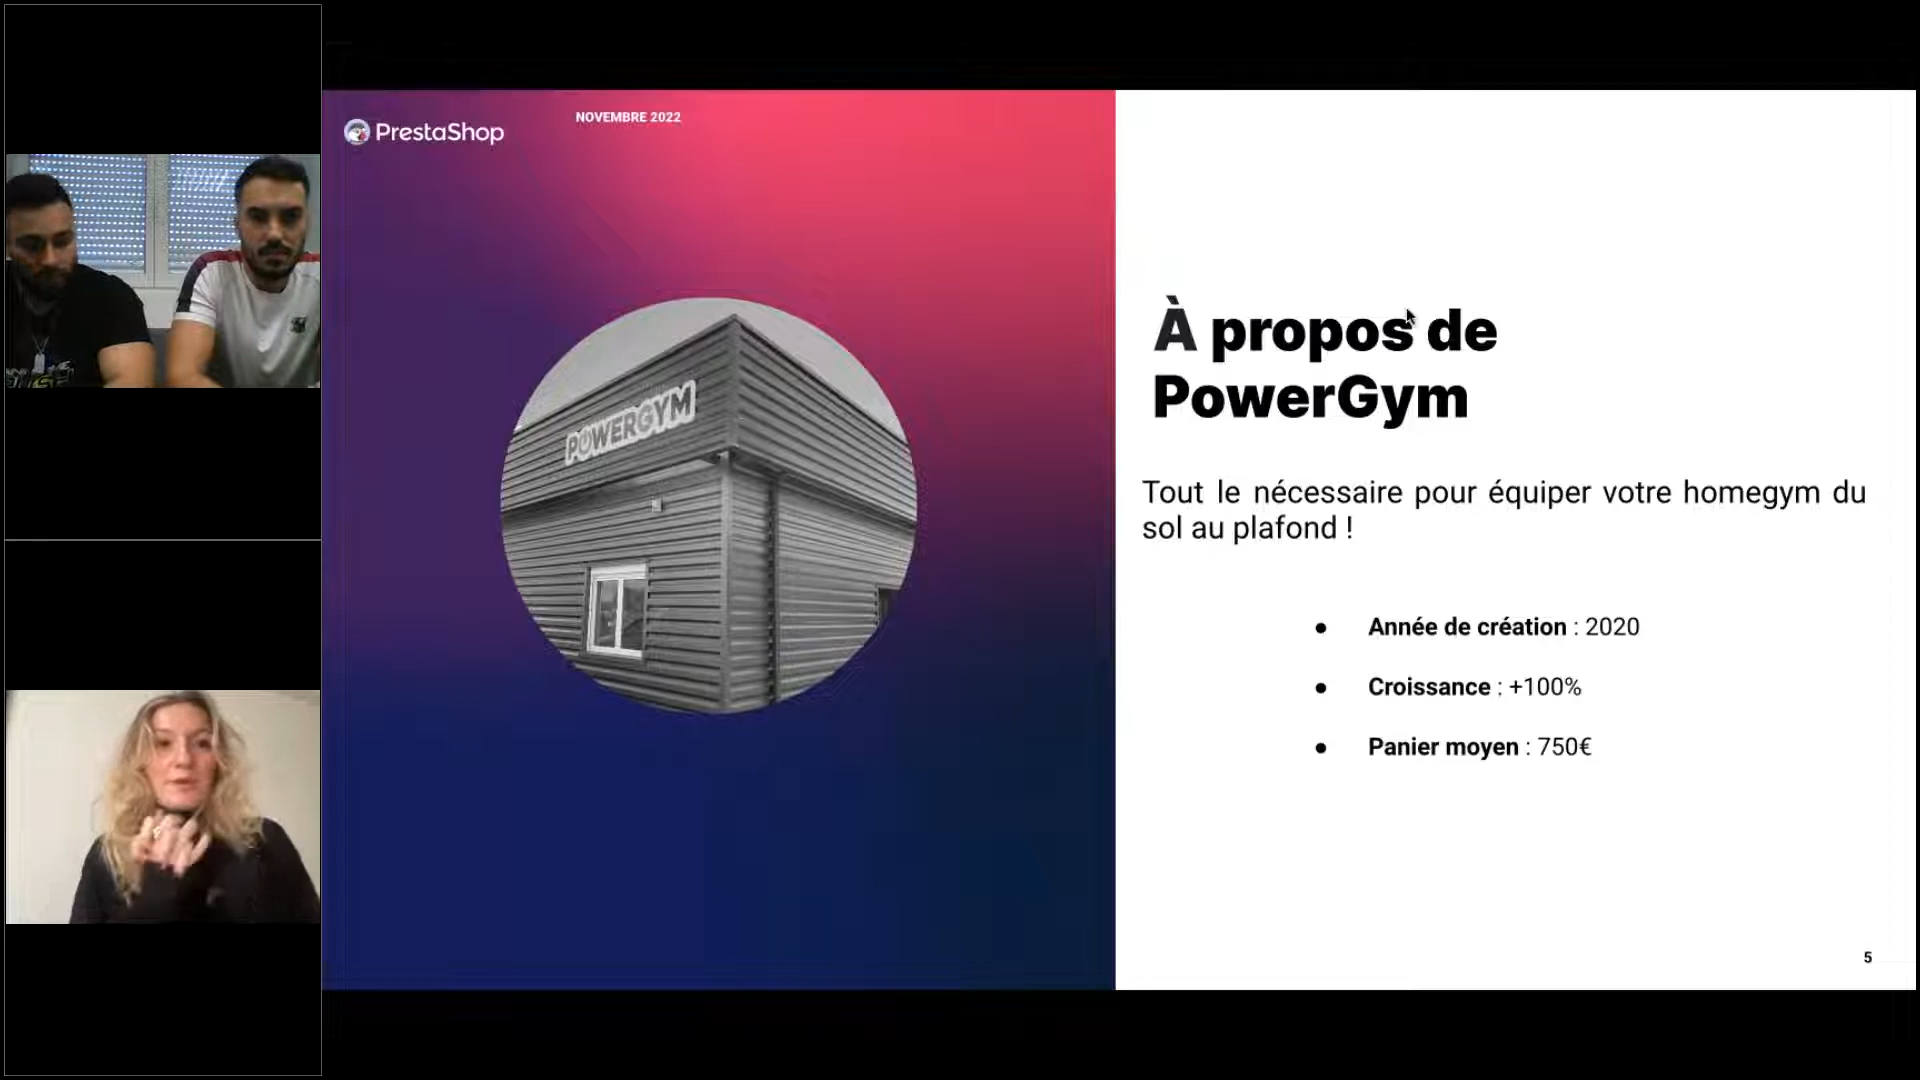 PrestaShop
NOVEMBRE 2022
POWERGYM
À propos de
PowerGym
Tout le nécessaire pour équiper votre homegym du
sol au plafond !
● Année de création : 2020
● Croissance : +100%
● Panier moyen : 750€
5